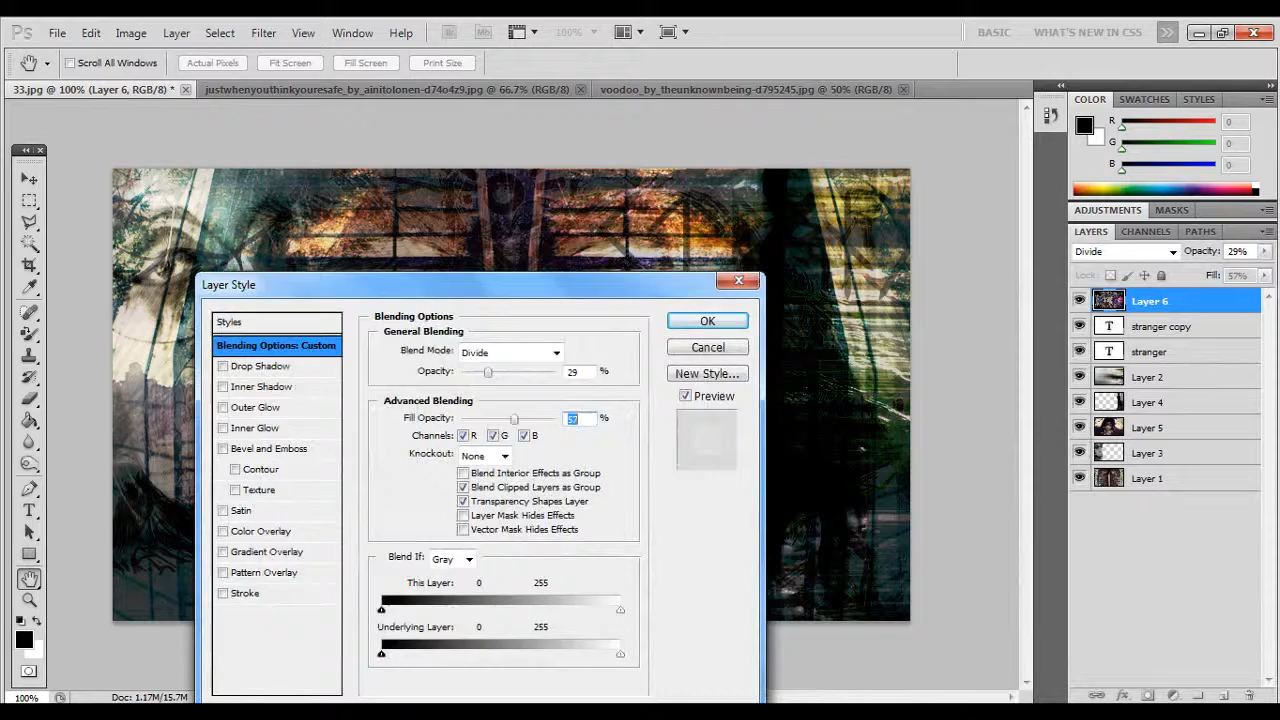 Ps File Edit Image Layer Select Filter View Window Help Br Mb 100% BASIC WHAT'S NEW IN CS5
Scroll All Windows Actual Pixels Fit Screen Fill Screen Print Size
33.jpg @ 100% (Layer 6, RGB/8) * justwhenyouthinkyouresafe_by_ainitolonen-d74o4z9.jpg @ 66.7% (RGB/8) voodoo_by_theunknownbeing-d795245.jpg @ 50% (RGB/8)
COLOR SWATCHES STYLES
R 0
G 0
B 0
ADJUSTMENTS MASKS
LAYERS CHANNELS PATHS
Divide Opacity: 29%
Lock: Fill: 57%
Layer 6
T stranger copy
T stranger
Layer 2
Layer 4
Layer 5
Layer 3
Layer 1
Layer Style
Styles
Blending Options: Custom
Drop Shadow
Inner Shadow
Outer Glow
Inner Glow
Bevel and Emboss
Contour
Texture
Satin
Color Overlay
Gradient Overlay
Pattern Overlay
Stroke
Blending Options
General Blending
Blend Mode: Divide
Opacity: 29 %
Advanced Blending
Fill Opacity: 57 %
Channels: R G B
Knockout: None
Blend Interior Effects as Group
Blend Clipped Layers as Group
Transparency Shapes Layer
Layer Mask Hides Effects
Vector Mask Hides Effects
Blend If: Gray
This Layer: 0 255
Underlying Layer: 0 255
OK
Cancel
New Style...
Preview
100% Doc: 1.17M/15.7M